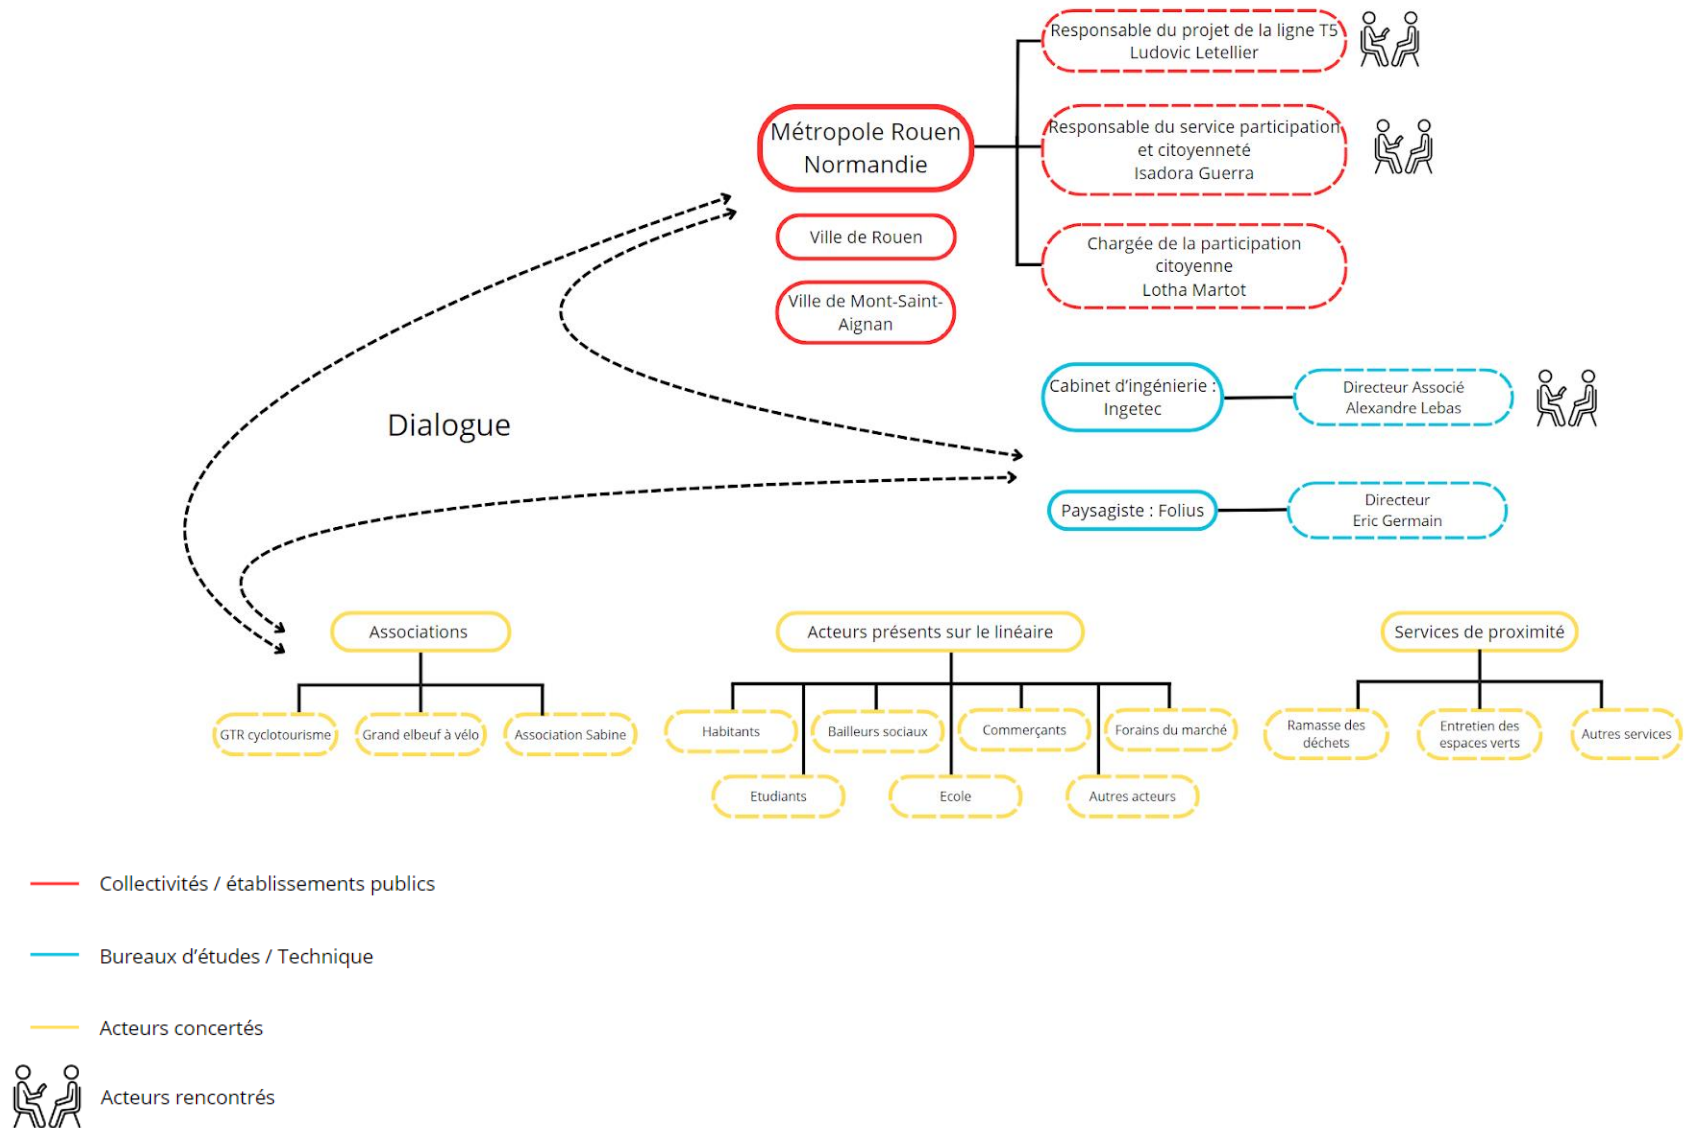 Responsable du projet de la ligne T5
Ludovic Letellier
Métropole Rouen
Normandie
Responsable du service participation
et citoyenneté
Isadora Guerra
Ville de Rouen
Chargée de la participation
citoyenne
Lotha Martot
Ville de Mont-Saint-
Aignan
Cabinet d'ingénierie :
Ingetec
Directeur Associé
Alexandre Lebas
Dialogue
Paysagiste : Folius
Directeur
Eric Germain
Associations
Acteurs présents sur le linéaire
Services de proximité
GTR cyclotourisme
Grand elbeuf à vélo
Association Sabine
Habitants
Bailleurs sociaux
Commerçants
Forains du marché
Ramasse des
déchets
Entretien des
espaces verts
Autres services
Etudiants
Ecole
Autres acteurs
Collectivités / établissements publics
Bureaux d'études / Technique
Acteurs concertés
Acteurs rencontrés